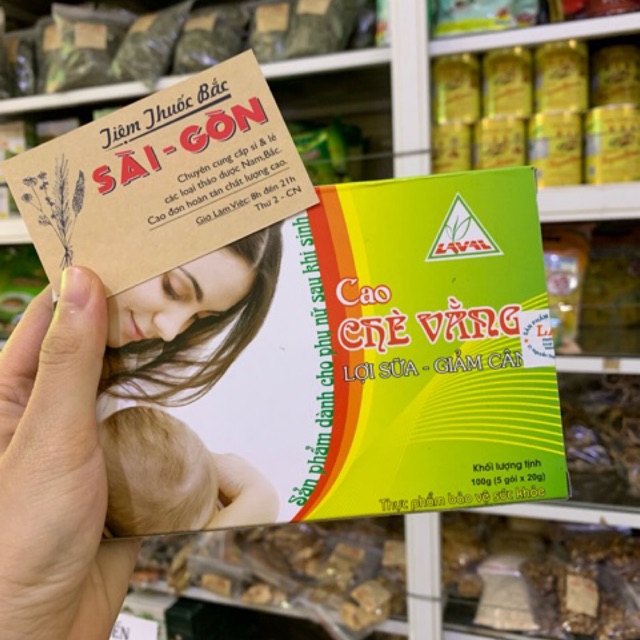 Tiệm Thuốc Bắc
SÀI-GÒN
Chuyên cung cấp sỉ & lẻ
các loại thảo dược Nam,Bắc.
Cao đơn hoàn tán chất lượng cao.
Giờ Làm Việc: 8h đến 21h
Thứ 2 - CN
Sản phẩm dành cho phụ nữ sau khi sinh
LAVAL
Cao
CHÈ VẰNG
LỢI SỮA - GIẢM CÂN
SẢN PHẨM
Khối lượng tịnh
100g (5 gói x 20g)
Thực phẩm bảo vệ sức khỏe